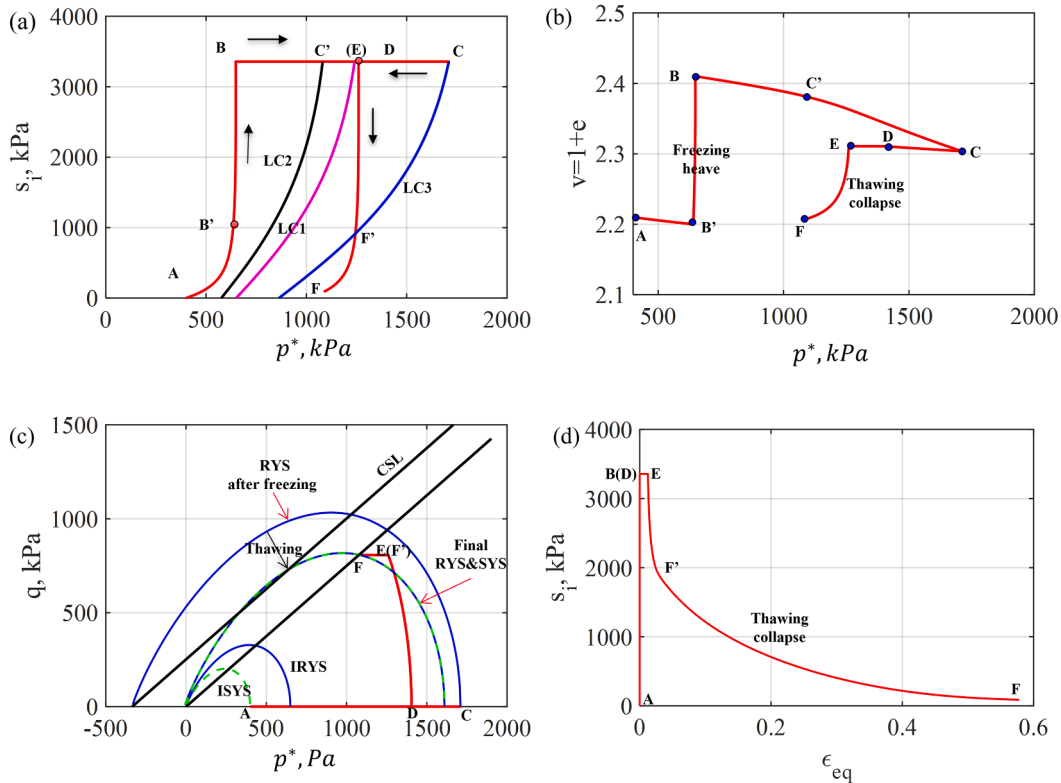 (a)
4000
3000
2000
1000
0
s_i, kPa
B
C'
(E)
D
C
LC2
LC3
B'
LC1
F'
A
F
0
500
1000
1500
2000
p*, kPa
(b)
2.4
2.3
2.2
2.1
v=1+e
B
C'
E
D
C
Freezing
heave
Thawing
collapse
A
B'
F
500
1000
1500
2000
p*, kPa
(c)
1500
1000
500
0
q, kPa
RYS
after freezing
CSL
Thawing
E(F')
F
Final
RYS&SYS
IRYS
ISYS
A
D
C
-500
0
500
1000
1500
2000
p*, Pa
(d)
4000
3000
2000
1000
0
s_i, kPa
B(D)
E
F'
Thawing
collapse
A
F
0
0.2
0.4
0.6
ϵ_eq